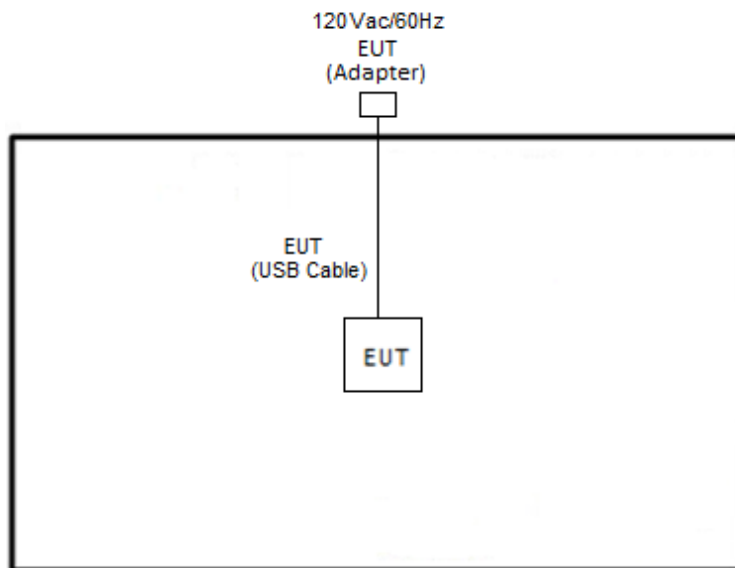 120Vac/60Hz
EUT
(Adapter)
EUT
(USB Cable)
EUT